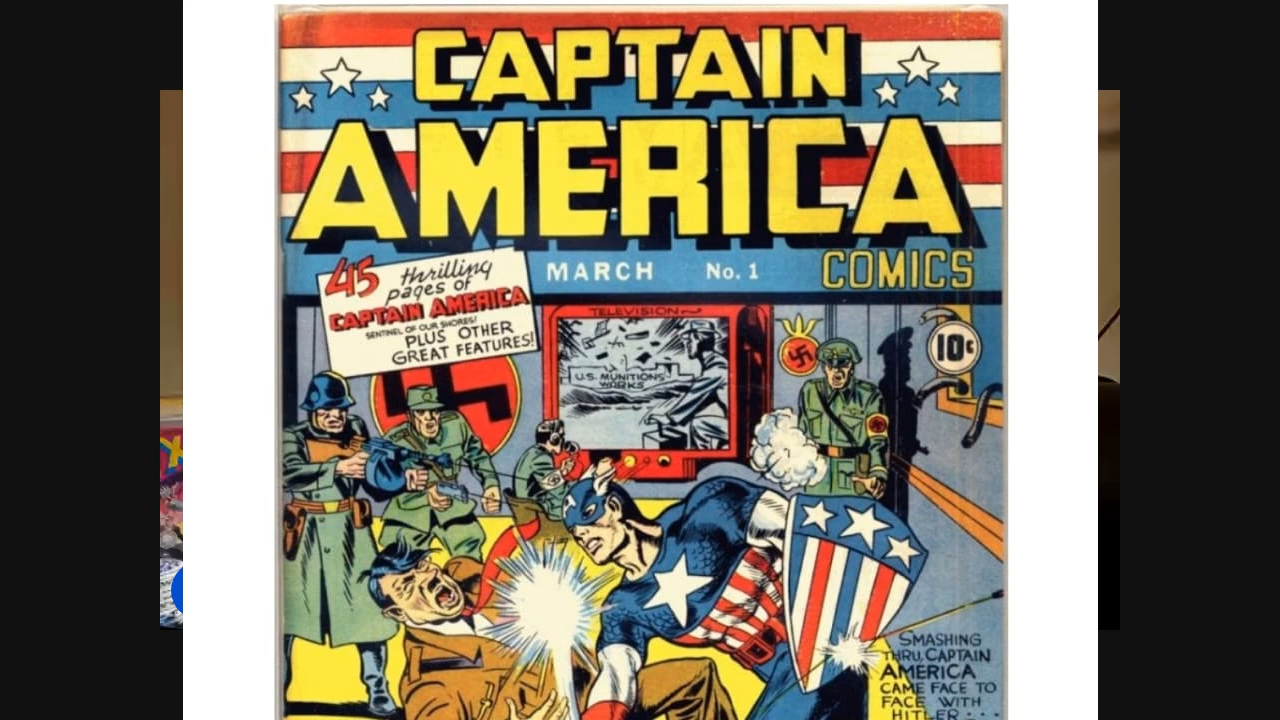 CAPTAIN
AMERICA
MARCH No. 1 COMICS
45 thrilling
pages of
CAPTAIN AMERICA
SENTINEL OF OUR SHORES!
PLUS OTHER
GREAT FEATURES!
TELEVISION
U.S. MUNITIONS
WORKS
10¢
SMASHING
THRU, CAPTAIN
AMERICA
CAME FACE TO
FACE WITH
HITLER . . .